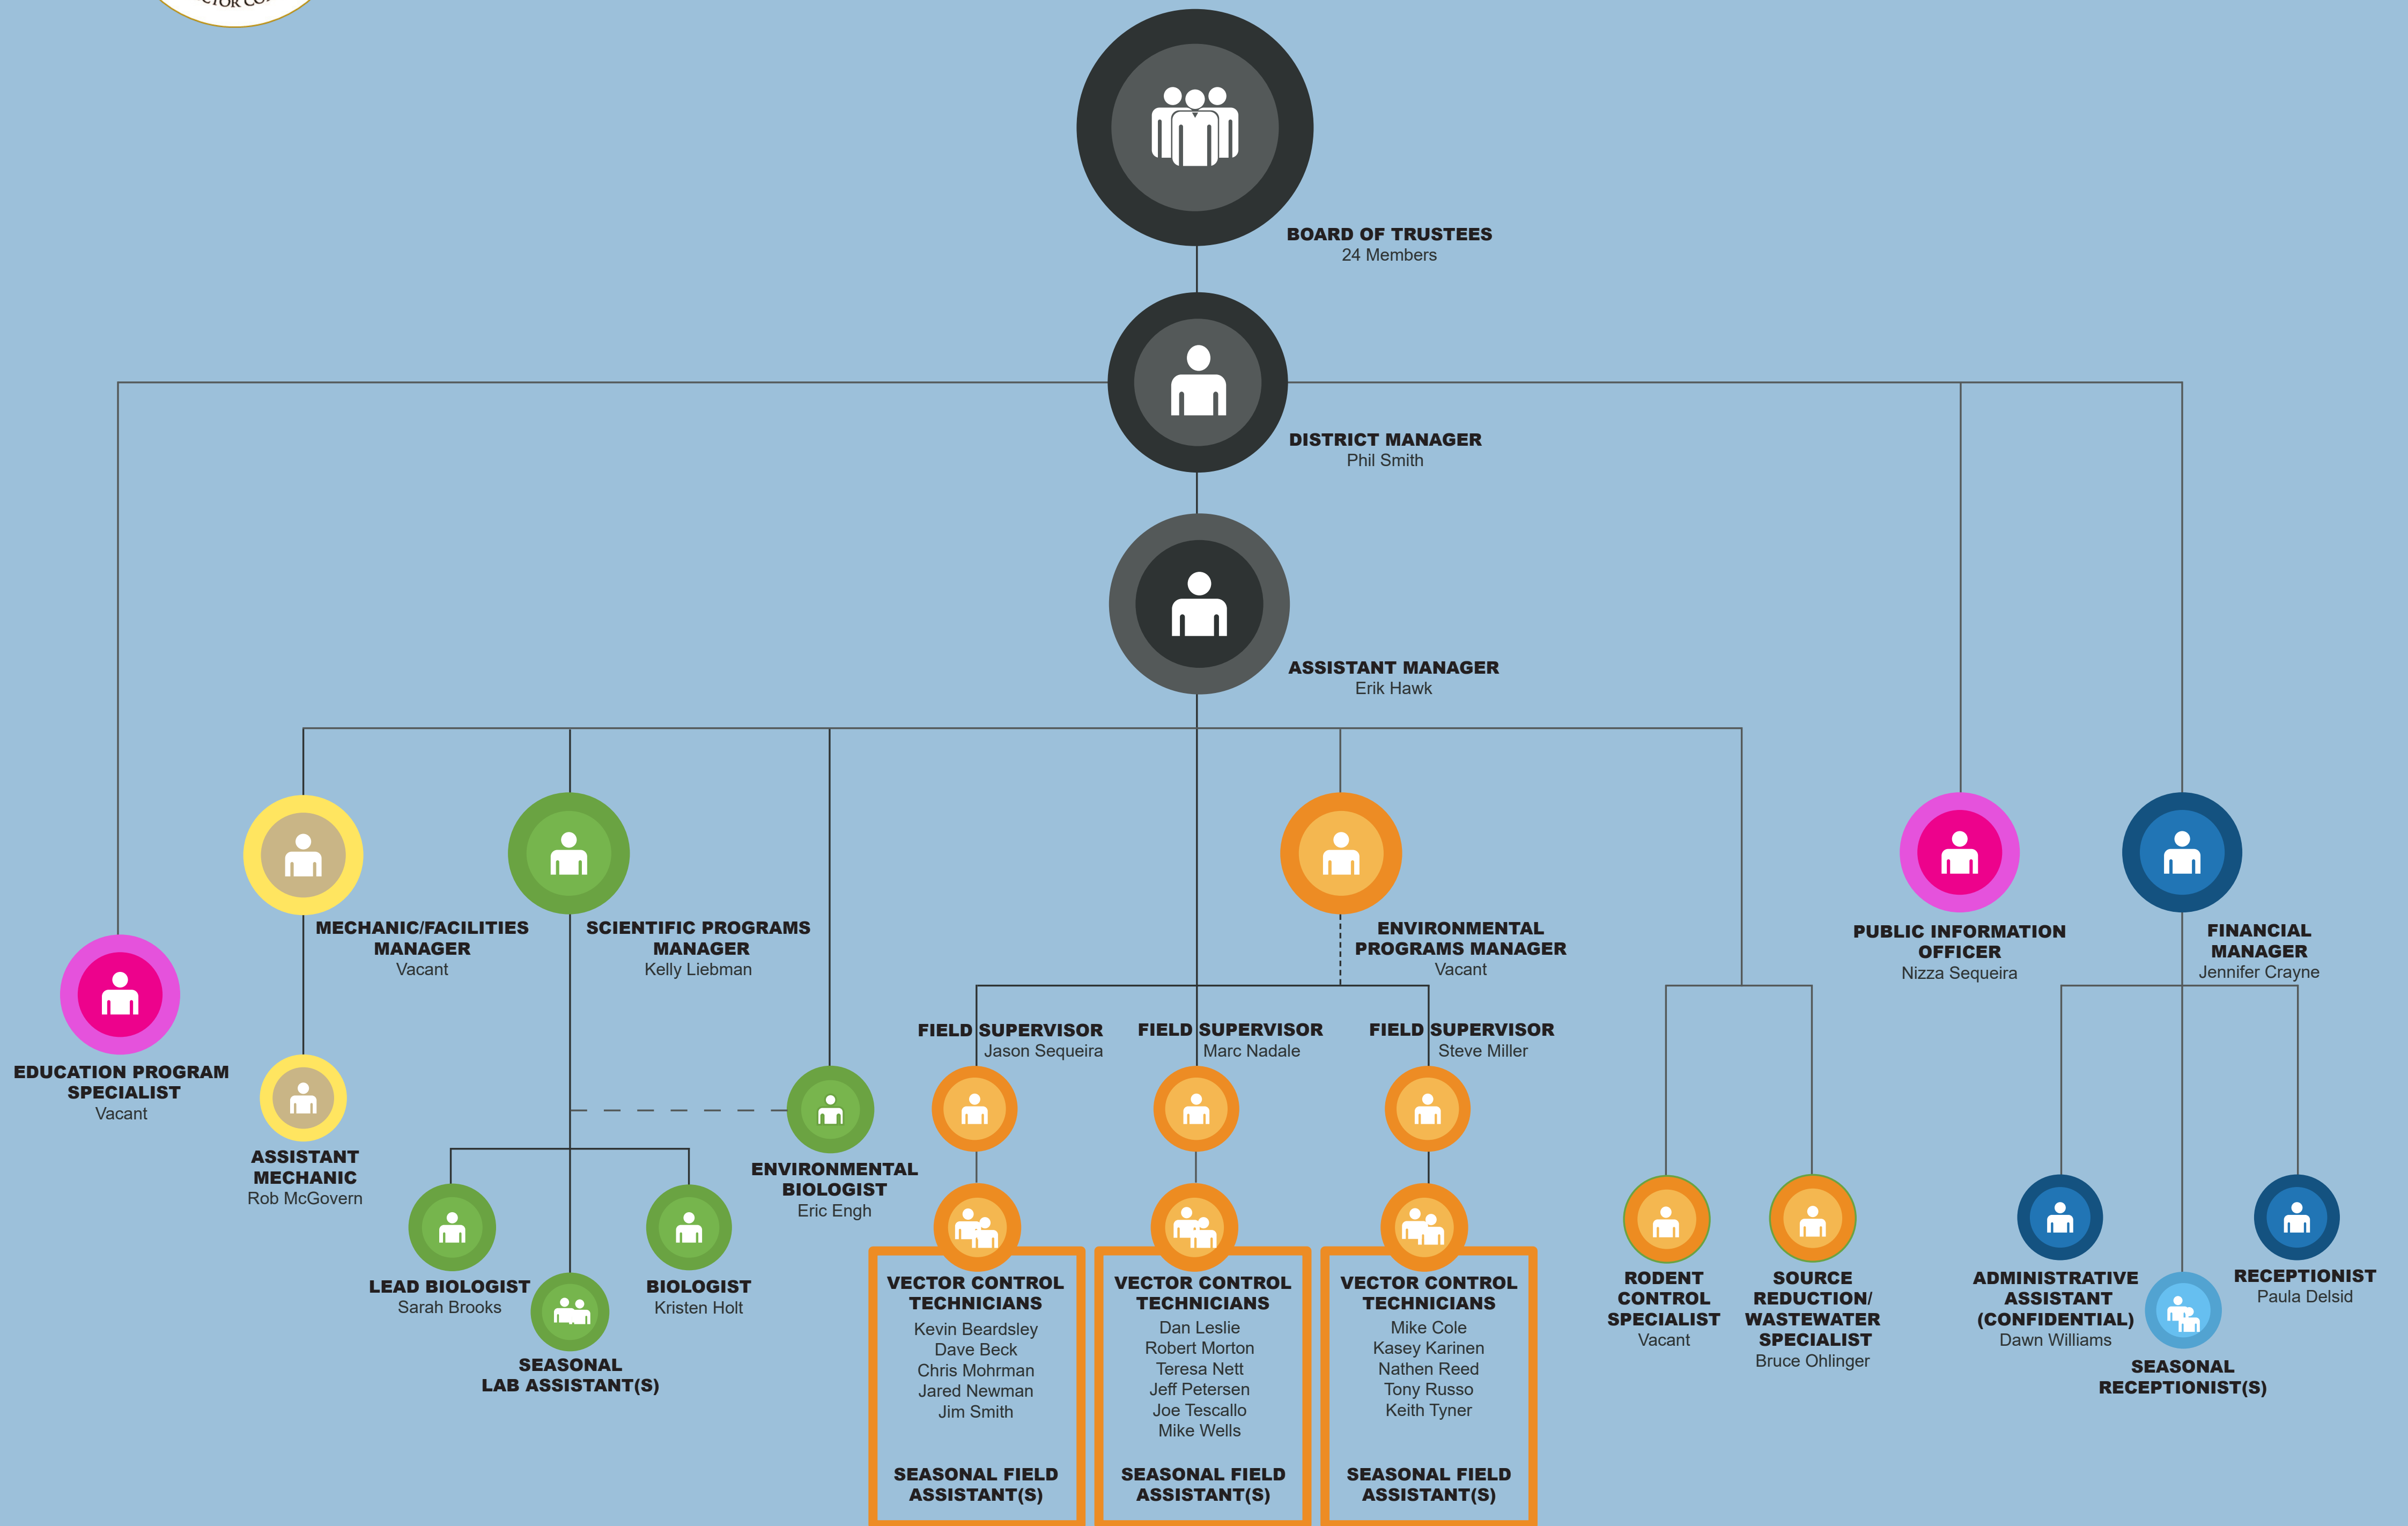 BOARD OF TRUSTEES
24 Members
DISTRICT MANAGER
Phil Smith
ASSISTANT MANAGER
Erik Hawk
EDUCATION PROGRAM
SPECIALIST
Vacant
MECHANIC/FACILITIES
MANAGER
Vacant
ASSISTANT
MECHANIC
Rob McGovern
SCIENTIFIC PROGRAMS
MANAGER
Kelly Liebman
LEAD BIOLOGIST
Sarah Brooks
SEASONAL
LAB ASSISTANT(S)
BIOLOGIST
Kristen Holt
ENVIRONMENTAL
BIOLOGIST
Eric Engh
ENVIRONMENTAL
PROGRAMS MANAGER
Vacant
FIELD SUPERVISOR
Jason Sequeira
VECTOR CONTROL
TECHNICIANS
Kevin Beardsley
Dave Beck
Chris Mohrman
Jared Newman
Jim Smith
SEASONAL FIELD
ASSISTANT(S)
FIELD SUPERVISOR
Marc Nadale
VECTOR CONTROL
TECHNICIANS
Dan Leslie
Robert Morton
Teresa Nett
Jeff Petersen
Joe Tescallo
Mike Wells
SEASONAL FIELD
ASSISTANT(S)
FIELD SUPERVISOR
Steve Miller
VECTOR CONTROL
TECHNICIANS
Mike Cole
Kasey Karinen
Nathen Reed
Tony Russo
Keith Tyner
SEASONAL FIELD
ASSISTANT(S)
RODENT
CONTROL
SPECIALIST
Vacant
SOURCE
REDUCTION/
WASTEWATER
SPECIALIST
Bruce Ohlinger
PUBLIC INFORMATION
OFFICER
Nizza Sequeira
FINANCIAL
MANAGER
Jennifer Crayne
ADMINISTRATIVE
ASSISTANT
(CONFIDENTIAL)
Dawn Williams
SEASONAL
RECEPTIONIST(S)
RECEPTIONIST
Paula Delsid